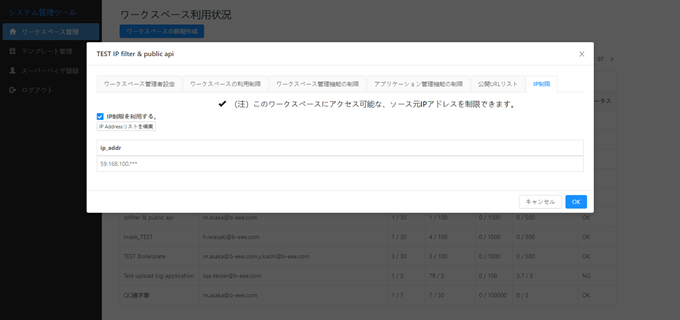 システム管理ツール
ワークスペース管理
テンプレート管理
スーパーバイザ登録
ログアウト
ワークスペース利用状況
ワークスペースの新規作成
TEST IP filter & public api
ワークスペース管理者設定
ワークスペースの利用制限
ワークスペース管理機能の制限
アプリケーション管理機能の制限
公開URLリスト
IP制限
（注）このワークスペースにアクセス可能な、ソース元IPアドレスを制限できます。
IP制限を利用する。
IP Addressリストを編集
ip_addr
59.168.100.***
キャンセル
OK
ータス
ipfilter & public api m.asaka@b-eee.com 1 / 30 1 / 100 0 / 1000 0 / 500 OK
Iwask_TEST h.iwasaki@b-eee.com 1 / 30 4 / 100 0 / 1000 0 / 500 OK
TEST Boilerplate m.asaka@b-eee.com,y.kachi@b-eee.com 3 / 30 3 / 100 0 / 1000 0 / 500 OK
Test upload big application 1 / 3 78 / 5 0 / 100 5.7 / 3 NG
QC請求書 m.asaka@b-eee.com 1 / ? 7 / 30 0 / 100000 0 / 5 OK